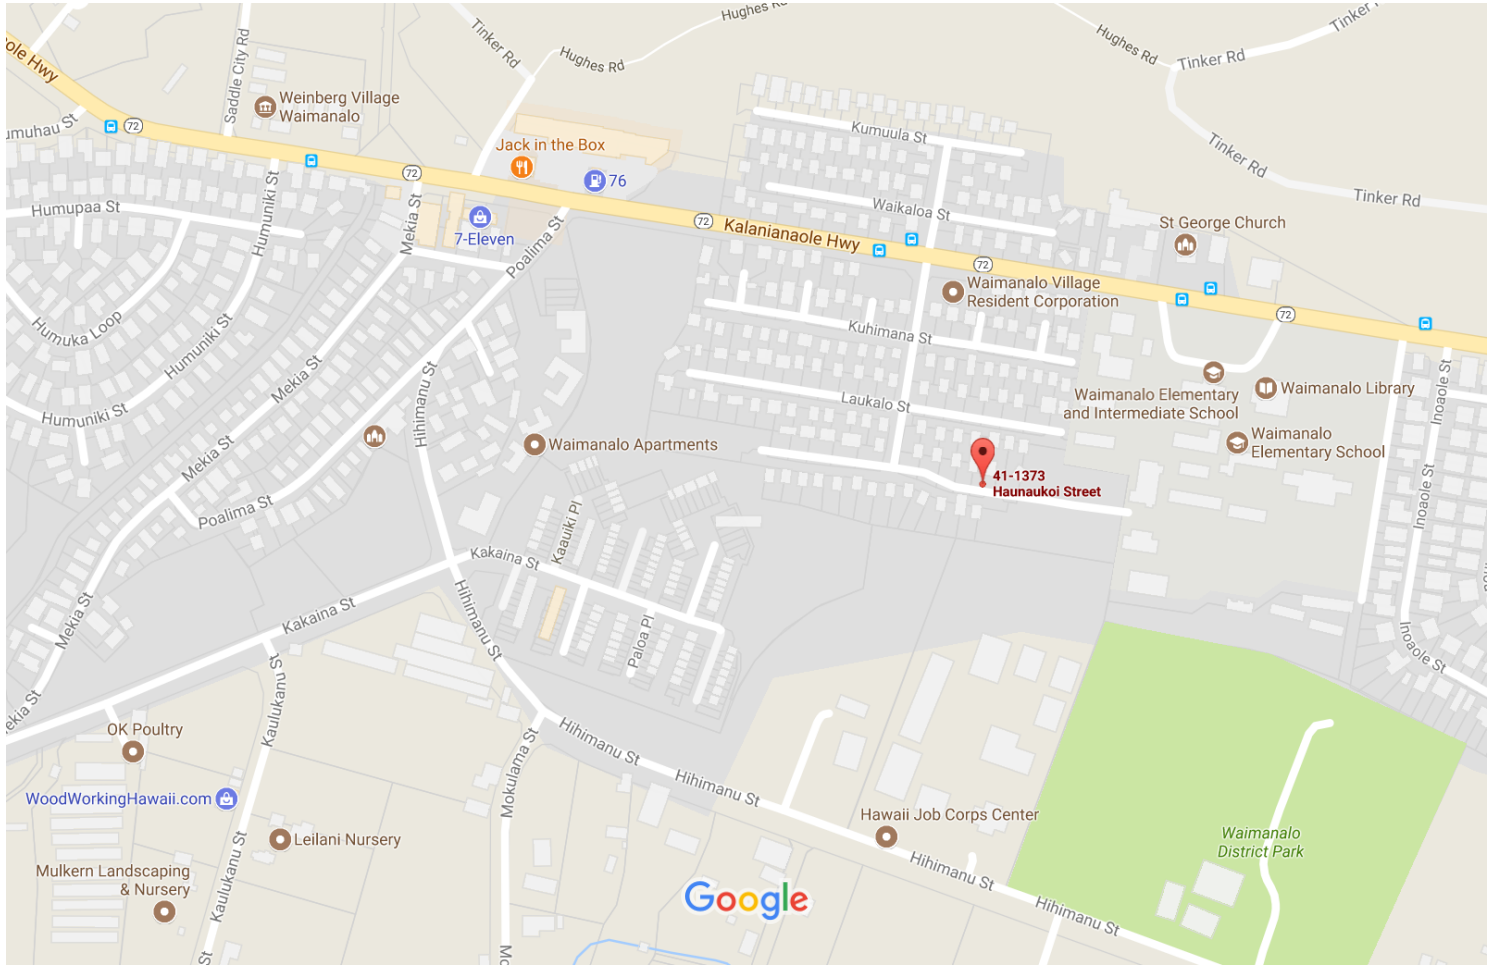 Hughes Rd
Tinker Rd
Tinker Rd
Hughes Rd
Hughes Rd
Tinker Rd
ole Hwy
Saddle City Rd
Weinberg Village
Waimanalo
umuhau St
72
72
Jack in the Box
76
Kumuula St
Tinker Rd
Tinker Rd
Humupaa St
Humuniki St
Mekia St
7-Eleven
Poalima St
72
Kalanianaole Hwy
Waikaloa St
St George Church
72
Waimanalo Village
Resident Corporation
72
Humuka Loop
Humuniki St
Mekia St
Hihimanu St
Kuhimana St
Waimanalo Elementary
and Intermediate School
Waimanalo Library
Inoaole St
Humuniki St
Mekia St
Waimanalo Apartments
Laukalo St
Waimanalo
Elementary School
41-1373
Haunaukoi Street
Inoaole St
Poalima St
Kaauiki Pl
Kakaina St
Mekia St
Kakaina St
Hihimanu St
Paloa Pl
Inoaole St
ekia St
Kaulukanu St
OK Poultry
Mokulama St
Hihimanu St
Hihimanu St
WoodWorkingHawaii.com
Leilani Nursery
Hawaii Job Corps Center
Waimanalo
District Park
Mulkern Landscaping
& Nursery
Kaulukanu St
Hihimanu St
Google
Hihimanu St
St
Mo